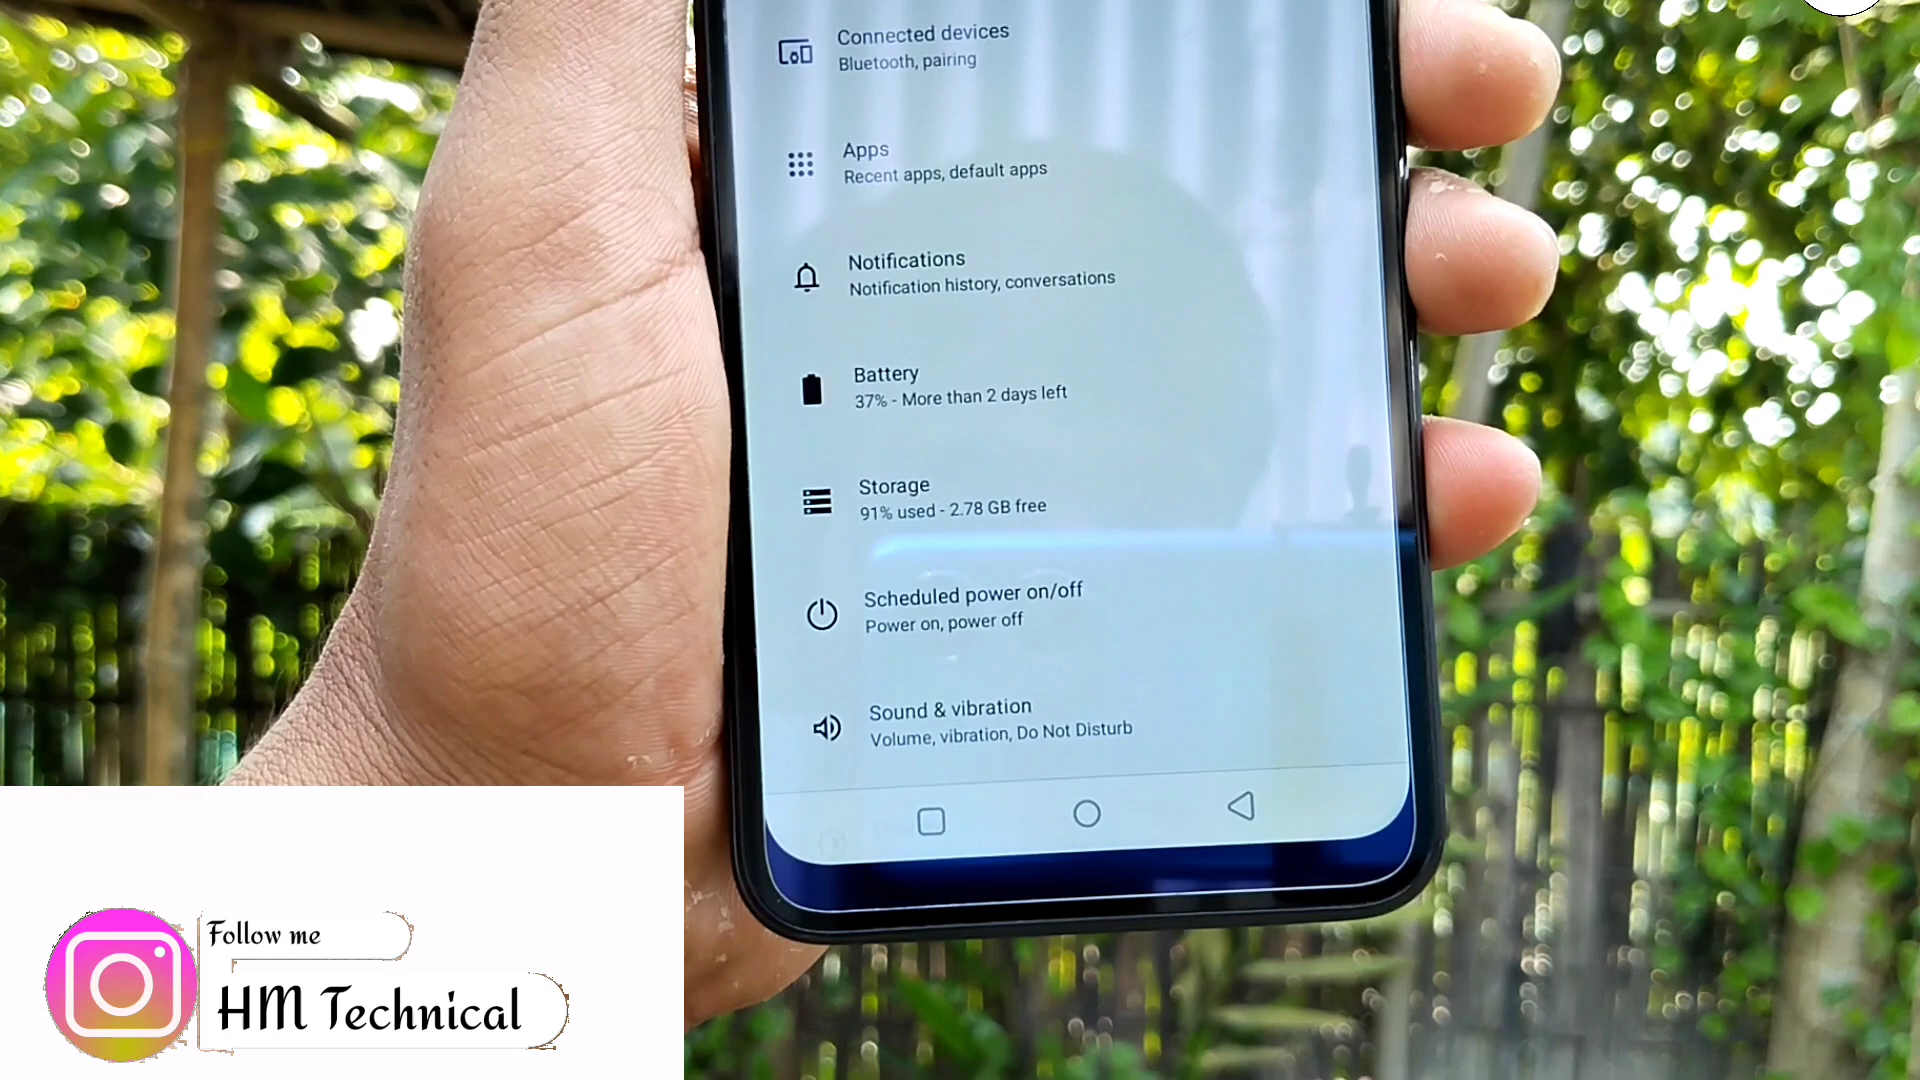 Connected devices
Bluetooth, pairing
Apps
Recent apps, default apps
Notifications
Notification history, conversations
Battery
37% - More than 2 days left
Storage
91% used - 2.78 GB free
Scheduled power on/off
Power on, power off
Sound & vibration
Volume, vibration, Do Not Disturb
Follow me
HM Technical